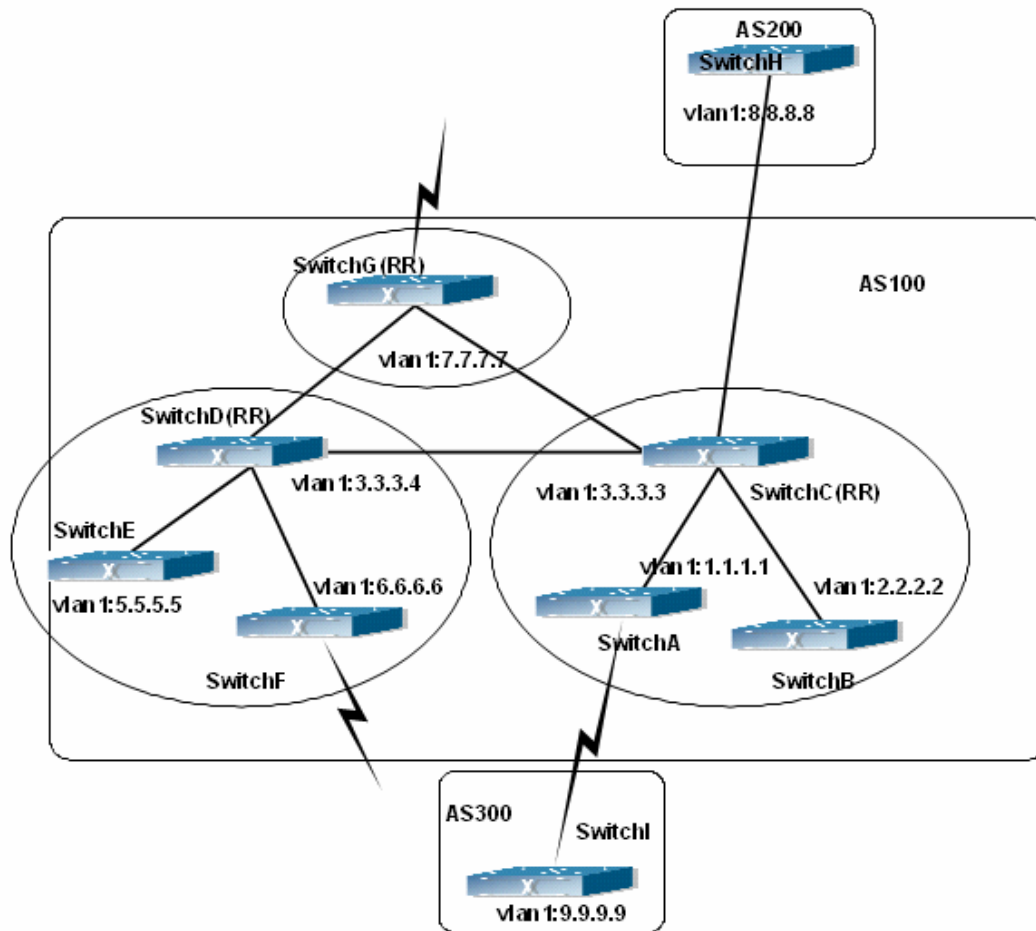 AS200
SwitchH
vlan1:8.8.8.8
SwitchG(RR)
AS100
vlan1:7.7.7.7
SwitchD(RR)
vlan1:3.3.3.4
vlan1:3.3.3.3
SwitchC(RR)
SwitchE
vlan1:1.1.1.1
vlan1:6.6.6.6
vlan1:2.2.2.2
vlan1:5.5.5.5
SwitchA
SwitchF
SwitchB
AS300
SwitchI
vlan1:9.9.9.9